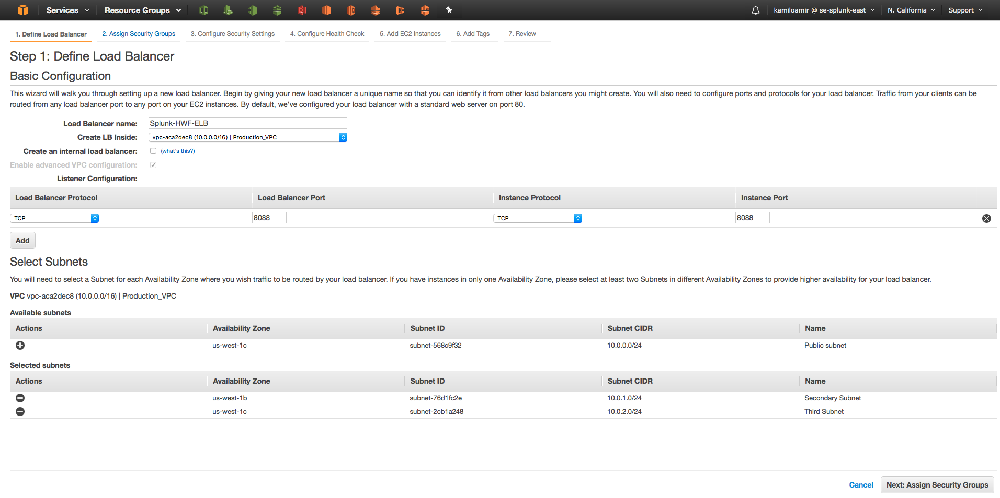 Services Resource Groups kamiloamir @ se-splunk-east N. California Support
1. Define Load Balancer 2. Assign Security Groups 3. Configure Security Settings 4. Configure Health Check 5. Add EC2 Instances 6. Add Tags 7. Review
Step 1: Define Load Balancer
Basic Configuration
This wizard will walk you through setting up a new load balancer. Begin by giving your new load balancer a unique name so that you can identify it from other load balancers you might create. You will also need to configure ports and protocols for your load balancer. Traffic from your clients can be
routed from any load balancer port to any port on your EC2 instances. By default, we've configured your load balancer with a standard web server on port 80.
Load Balancer name: Splunk-HWF-ELB
Create LB Inside: vpc-aca2dec8 (10.0.0.0/16) | Production_VPC
Create an internal load balancer: (what's this?)
Enable advanced VPC configuration:
Listener Configuration:
Load Balancer Protocol Load Balancer Port Instance Protocol Instance Port
TCP 8088 TCP 8088
Add
Select Subnets
You will need to select a Subnet for each Availability Zone where you wish traffic to be routed by your load balancer. If you have instances in only one Availability Zone, please select at least two Subnets in different Availability Zones to provide higher availability for your load balancer.
VPC vpc-aca2dec8 (10.0.0.0/16) | Production_VPC
Available subnets
Actions Availability Zone Subnet ID Subnet CIDR Name
us-west-1c subnet-568c9f32 10.0.0.0/24 Public subnet
Selected subnets
Actions Availability Zone Subnet ID Subnet CIDR Name
us-west-1b subnet-76d1fc2e 10.0.1.0/24 Secondary Subnet
us-west-1c subnet-2cb1a248 10.0.2.0/24 Third Subnet
Cancel Next: Assign Security Groups